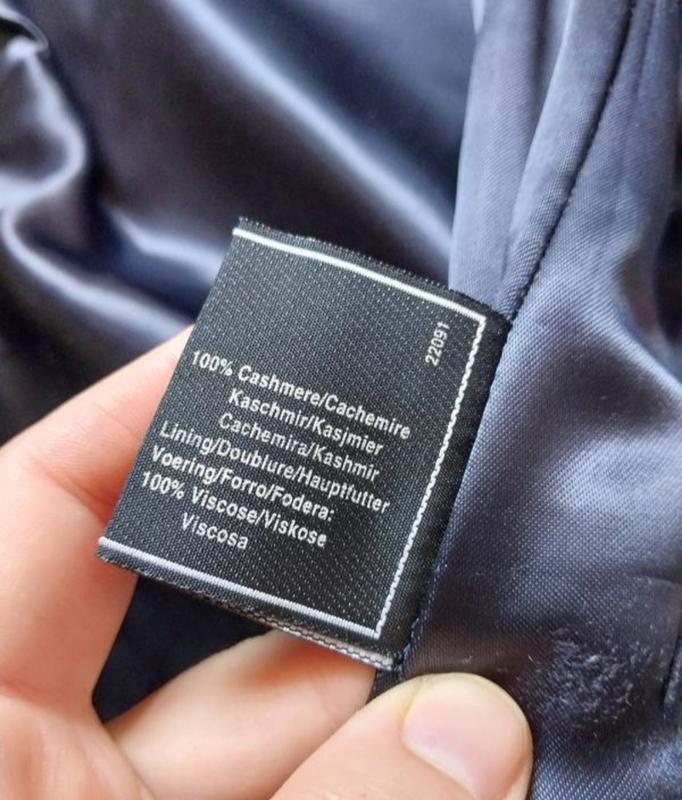 22091
100% Cashmere/Cachemire
Kaschmir/Kasjmier
Cachemira/Kashmir
Lining/Doublure/Hauptfutter
Voering/Forro/Fodera:
100% Viscose/Viskose
Viscosa